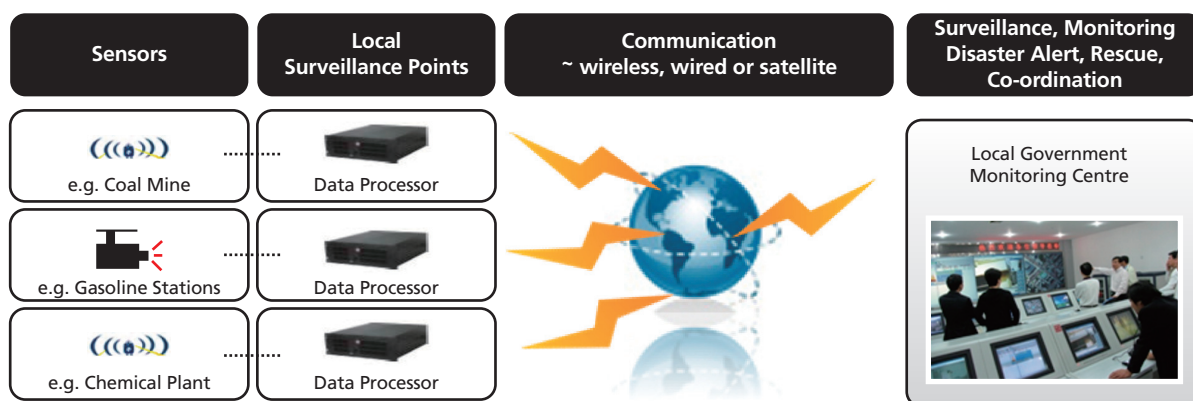 Sensors
Local
Surveillance Points
Communication
~ wireless, wired or satellite
Surveillance, Monitoring
Disaster Alert, Rescue,
Co-ordination
e.g. Coal Mine
Data Processor
Local Government
Monitoring Centre
e.g. Gasoline Stations
Data Processor
e.g. Chemical Plant
Data Processor